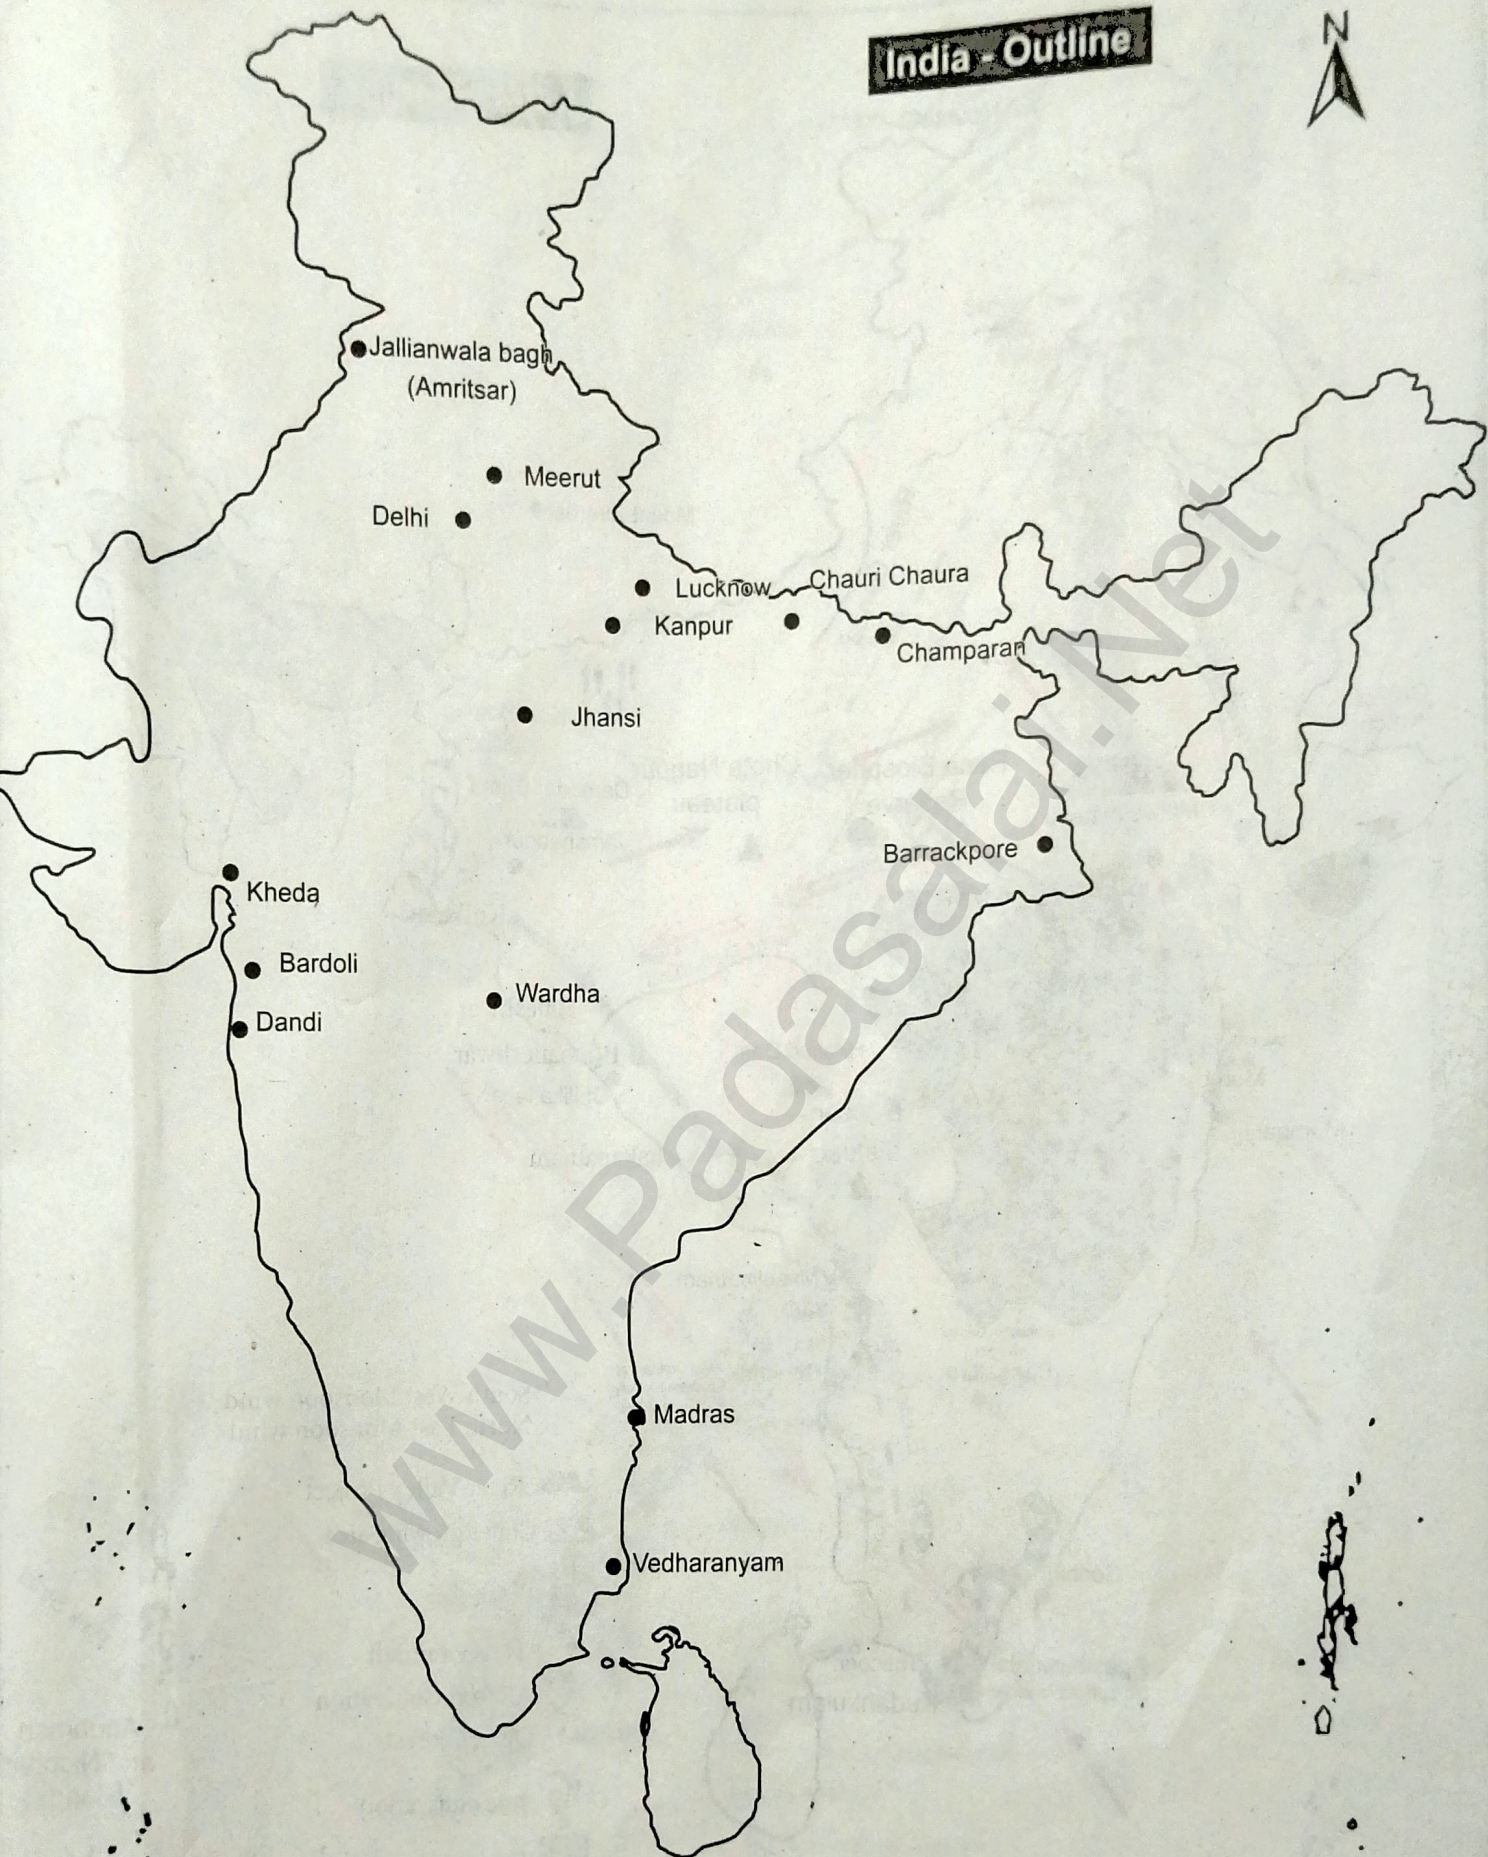 India - Outline
N
Jallianwala bagh
(Amritsar)
Meerut
Delhi
Lucknow
Chauri Chaura
Kanpur
Champaran
Jhansi
Barrackpore
Kheda
Bardoli
Wardha
Dandi
Madras
Vedharanyam
www.Padasalai.Net